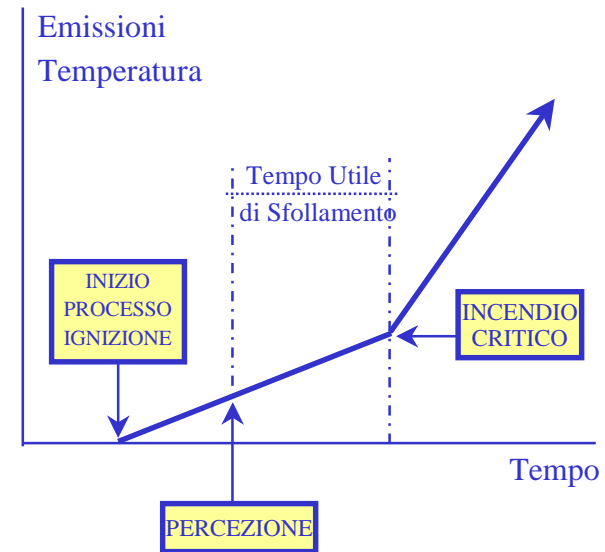 Emissioni
Temperatura
Tempo Utile
di Sfollamento
INIZIO
PROCESSO
IGNIZIONE
INCENDIO
CRITICO
Tempo
PERCEZIONE